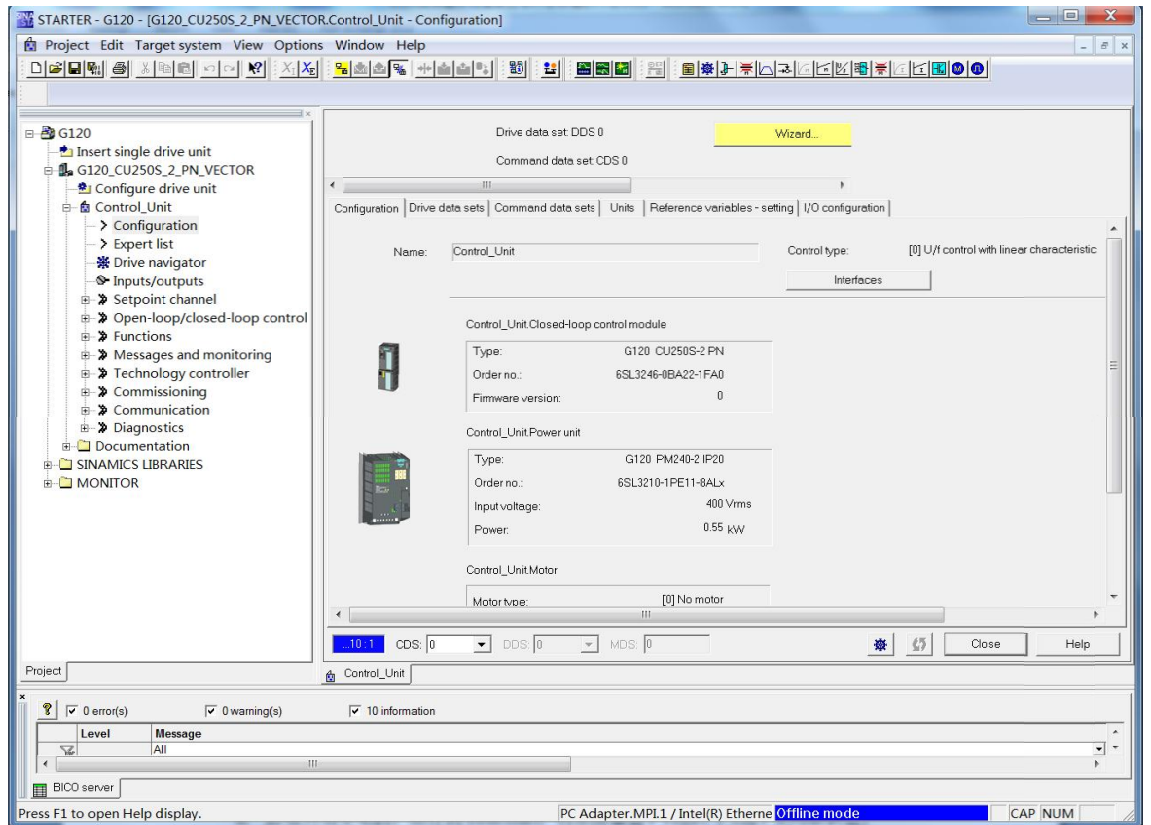 STARTER - G120 - [G120_CU250S_2_PN_VECTOR.Control_Unit - Configuration]
Project Edit Target system View Options Window Help
G120
Insert single drive unit
G120_CU250S_2_PN_VECTOR
Configure drive unit
Control_Unit
Configuration
Expert list
Drive navigator
Inputs/outputs
Setpoint channel
Open-loop/closed-loop control
Functions
Messages and monitoring
Technology controller
Commissioning
Communication
Diagnostics
Documentation
SINAMICS LIBRARIES
MONITOR
Project
Drive data set: DDS 0
Wizard...
Command data set: CDS 0
Configuration Drive data sets Command data sets Units Reference variables - setting I/O configuration
Name: Control_Unit Control type: [0] U/f control with linear characteristic
Interfaces
Control_Unit.Closed-loop control module
Type: G120 CU250S-2 PN
Order no.: 6SL3246-0BA22-1FA0
Firmware version: 0
Control_Unit.Power unit
Type: G120 PM240-2 IP20
Order no.: 6SL3210-1PE11-8ALx
Input voltage: 400 Vrms
Power: 0.55 kW
Control_Unit.Motor
Motor type: [0] No motor
...10 : 1 CDS: 0 DDS: 0 MDS: 0 Close Help
Control_Unit
0 error(s) 0 warning(s) 10 information
Level Message
All
BICO server
Press F1 to open Help display. PC Adapter.MPI.1 / Intel(R) Etherne Offline mode CAP NUM